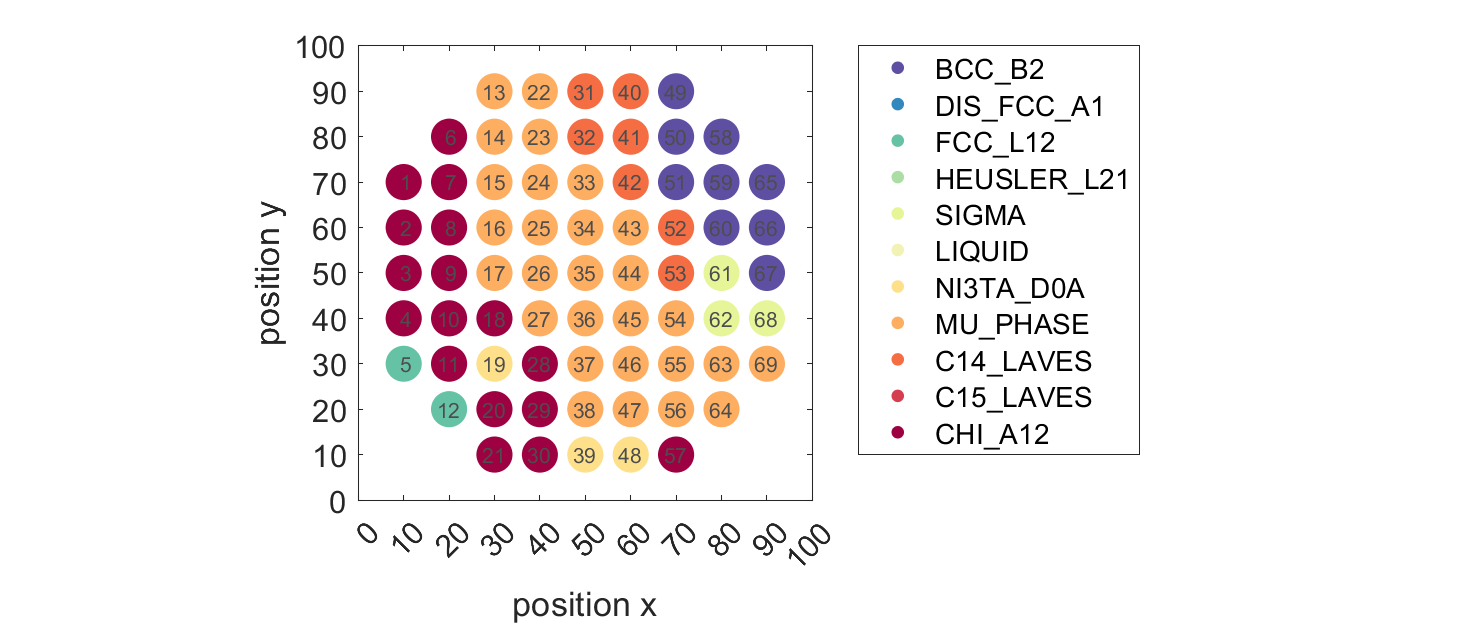 100
90
80
70
60
50
40
30
20
10
0
position y
13 22 31 40 49
6 14 23 32 41 50 58
1 7 15 24 33 42 51 59 65
2 8 16 25 34 43 52 60 66
3 9 17 26 35 44 53 61 67
4 10 18 27 36 45 54 62 68
5 11 19 28 37 46 55 63 69
12 20 29 38 47 56 64
21 30 39 48 57
0 10 20 30 40 50 60 70 80 90 100
position x
BCC_B2
DIS_FCC_A1
FCC_L12
HEUSLER_L21
SIGMA
LIQUID
NI3TA_D0A
MU_PHASE
C14_LAVES
C15_LAVES
CHI_A12